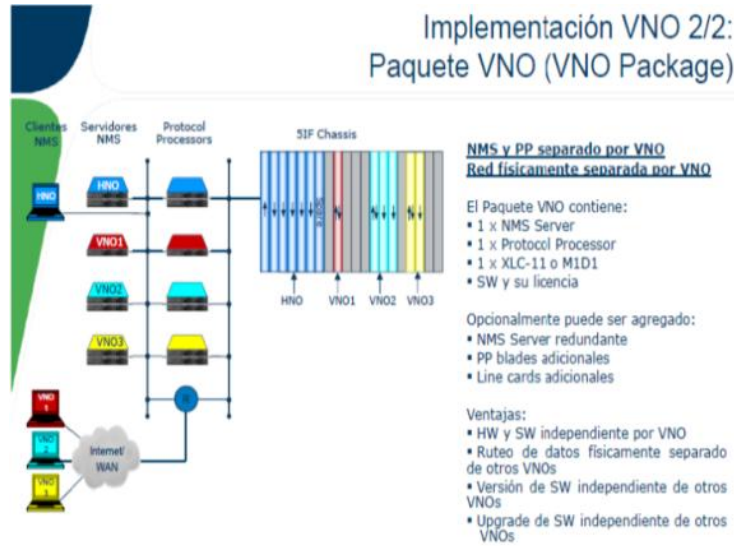 Implementación VNO 2/2:
Paquete VNO (VNO Package)
Clientes
NMS
Servidores
NMS
Protocol
Processors
5IF Chassis
HNO
HNO
VNO1
VNO2
VNO3
HNO
VNO1
VNO2
VNO3
VNO
1
VNO
2
VNO
3
Internet/
WAN
R
NMS y PP separado por VNO
Red físicamente separada por VNO
El Paquete VNO contiene:
▪ 1 x NMS Server
▪ 1 x Protocol Processor
▪ 1 x XLC-11 o M1D1
▪ SW y su licencia
Opcionalmente puede ser agregado:
▪ NMS Server redundante
▪ PP blades adicionales
▪ Line cards adicionales
Ventajas:
▪ HW y SW independiente por VNO
▪ Ruteo de datos físicamente separado
de otros VNOs
▪ Versión de SW independiente de otros
VNOs
▪ Upgrade de SW independiente de otros
VNOs